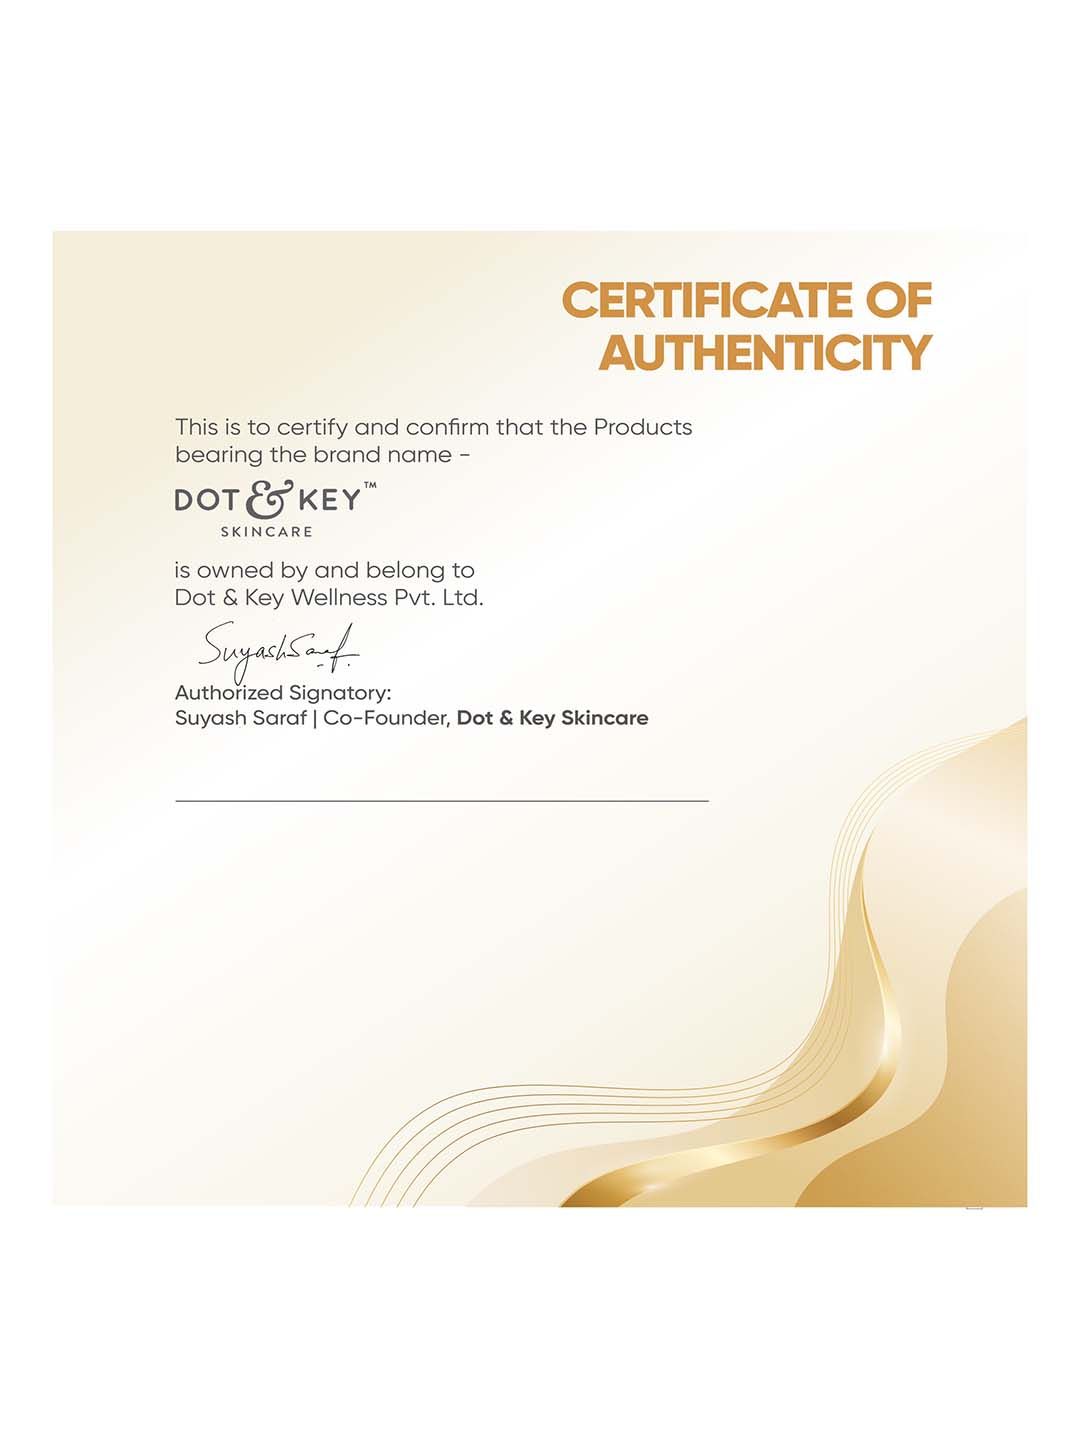 CERTIFICATE OF
AUTHENTICITY
This is to certify and confirm that the Products
bearing the brand name -
DOT & KEY™
SKINCARE
is owned by and belong to
Dot & Key Wellness Pvt. Ltd.
Suyash Saraf
Authorized Signatory:
Suyash Saraf | Co-Founder, Dot & Key Skincare